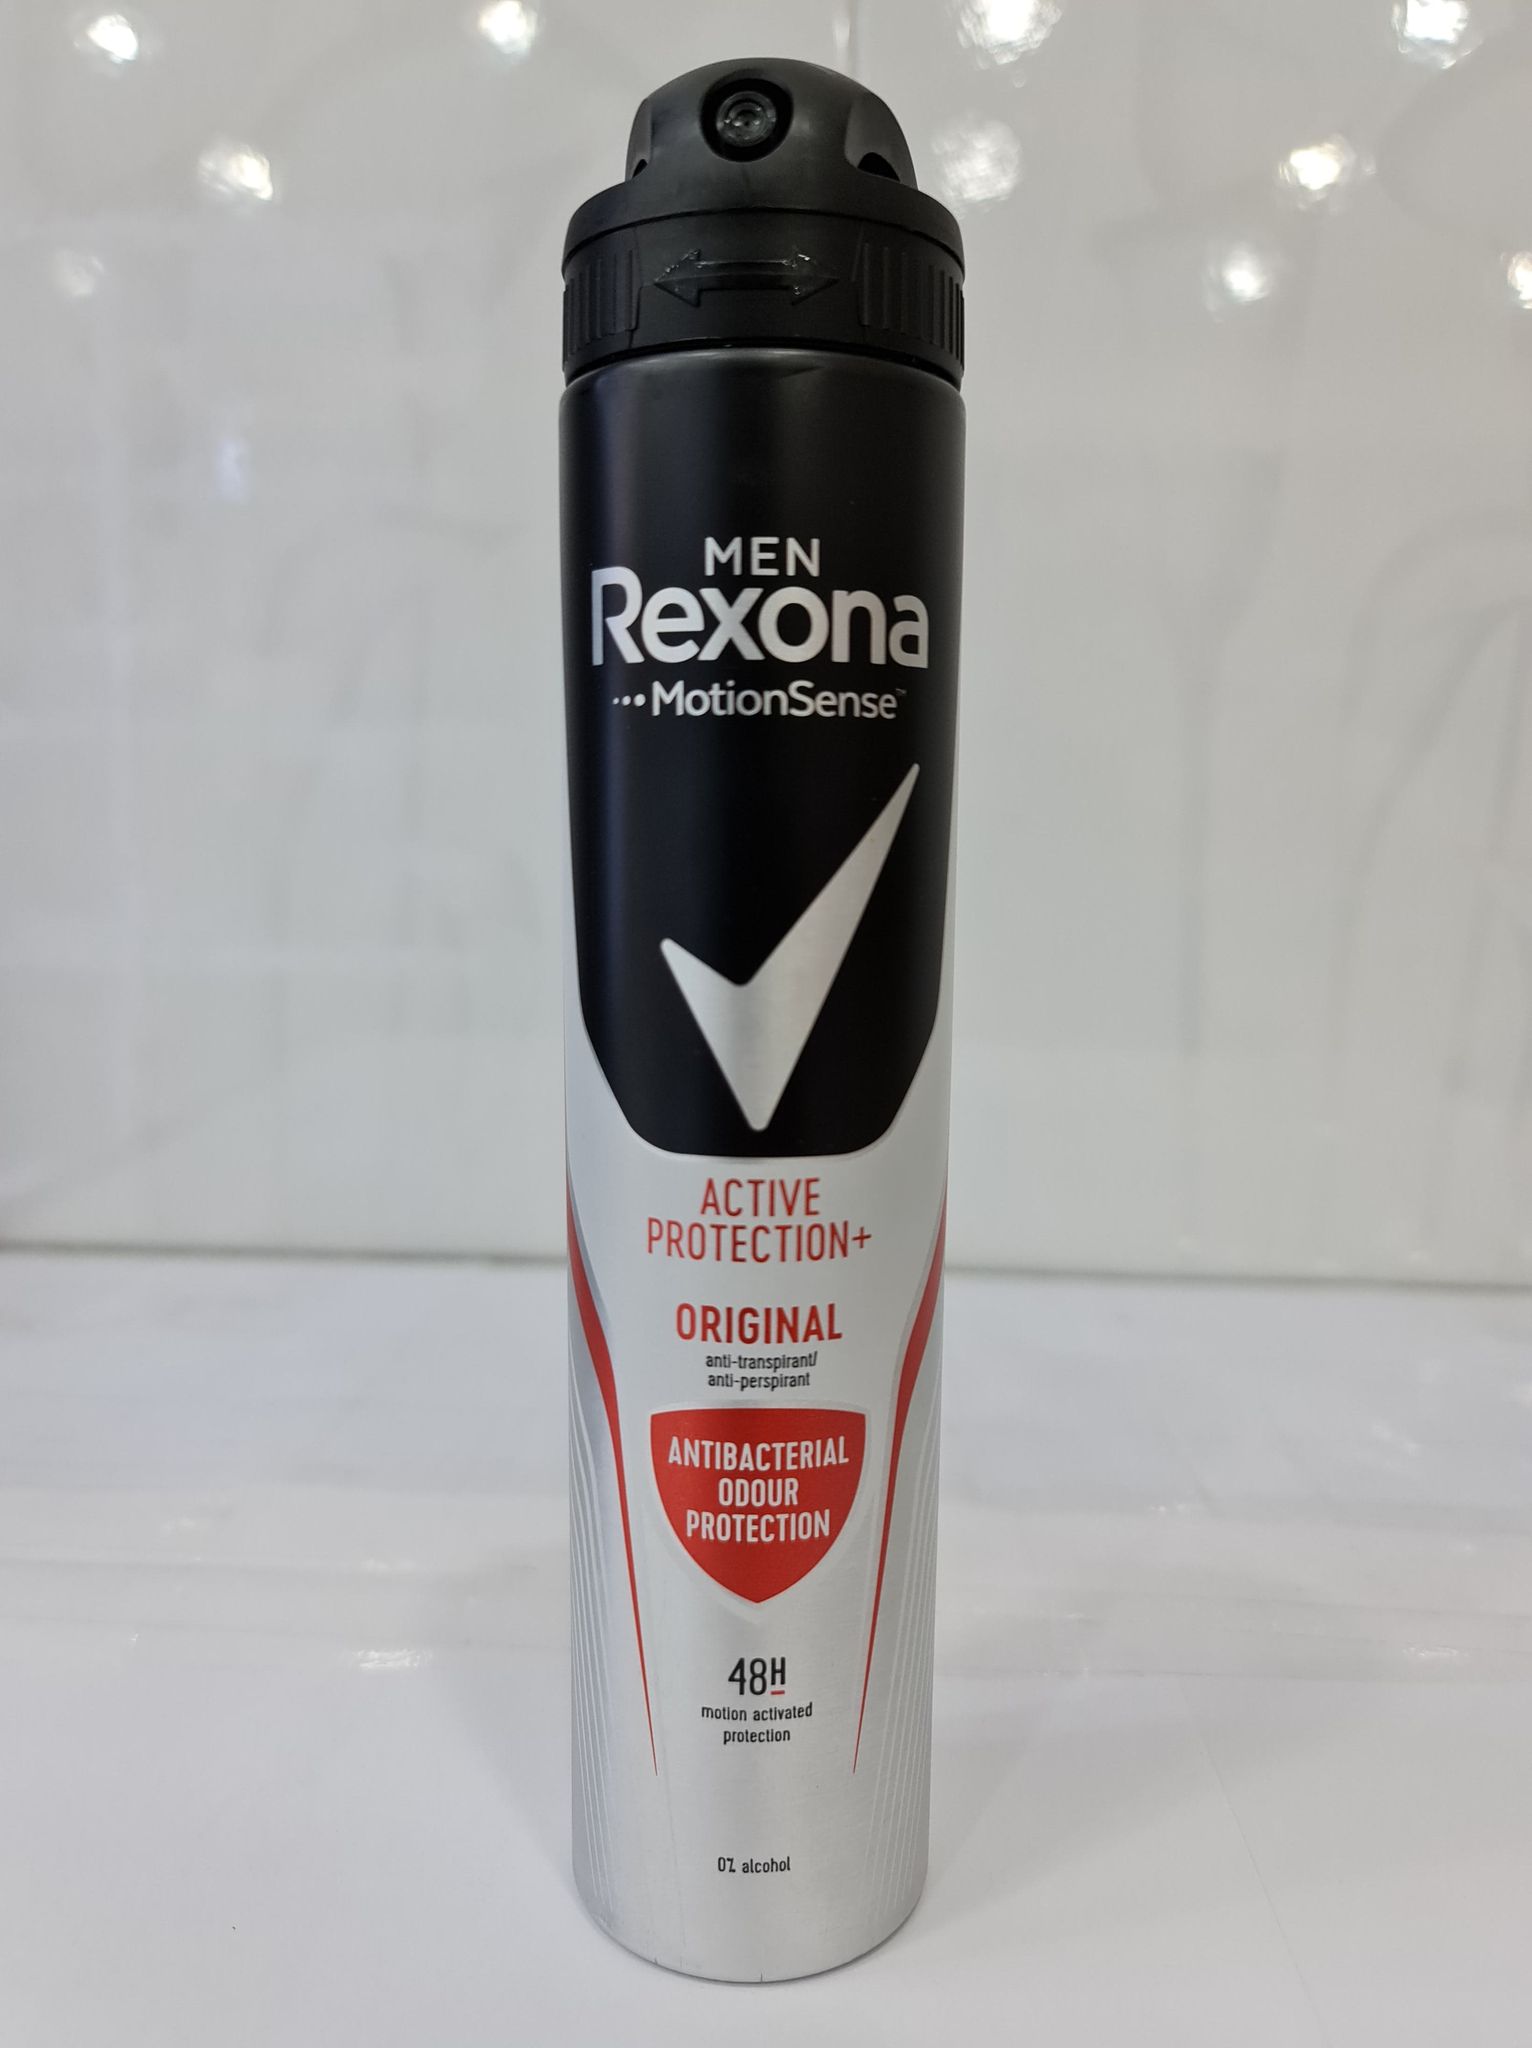 MEN
Rexona
MotionSense™
ACTIVE
PROTECTION+
ORIGINAL
anti-transpirant/
anti-perspirant
ANTIBACTERIAL
ODOUR
PROTECTION
48H
motion activated
protection
0% alcohol